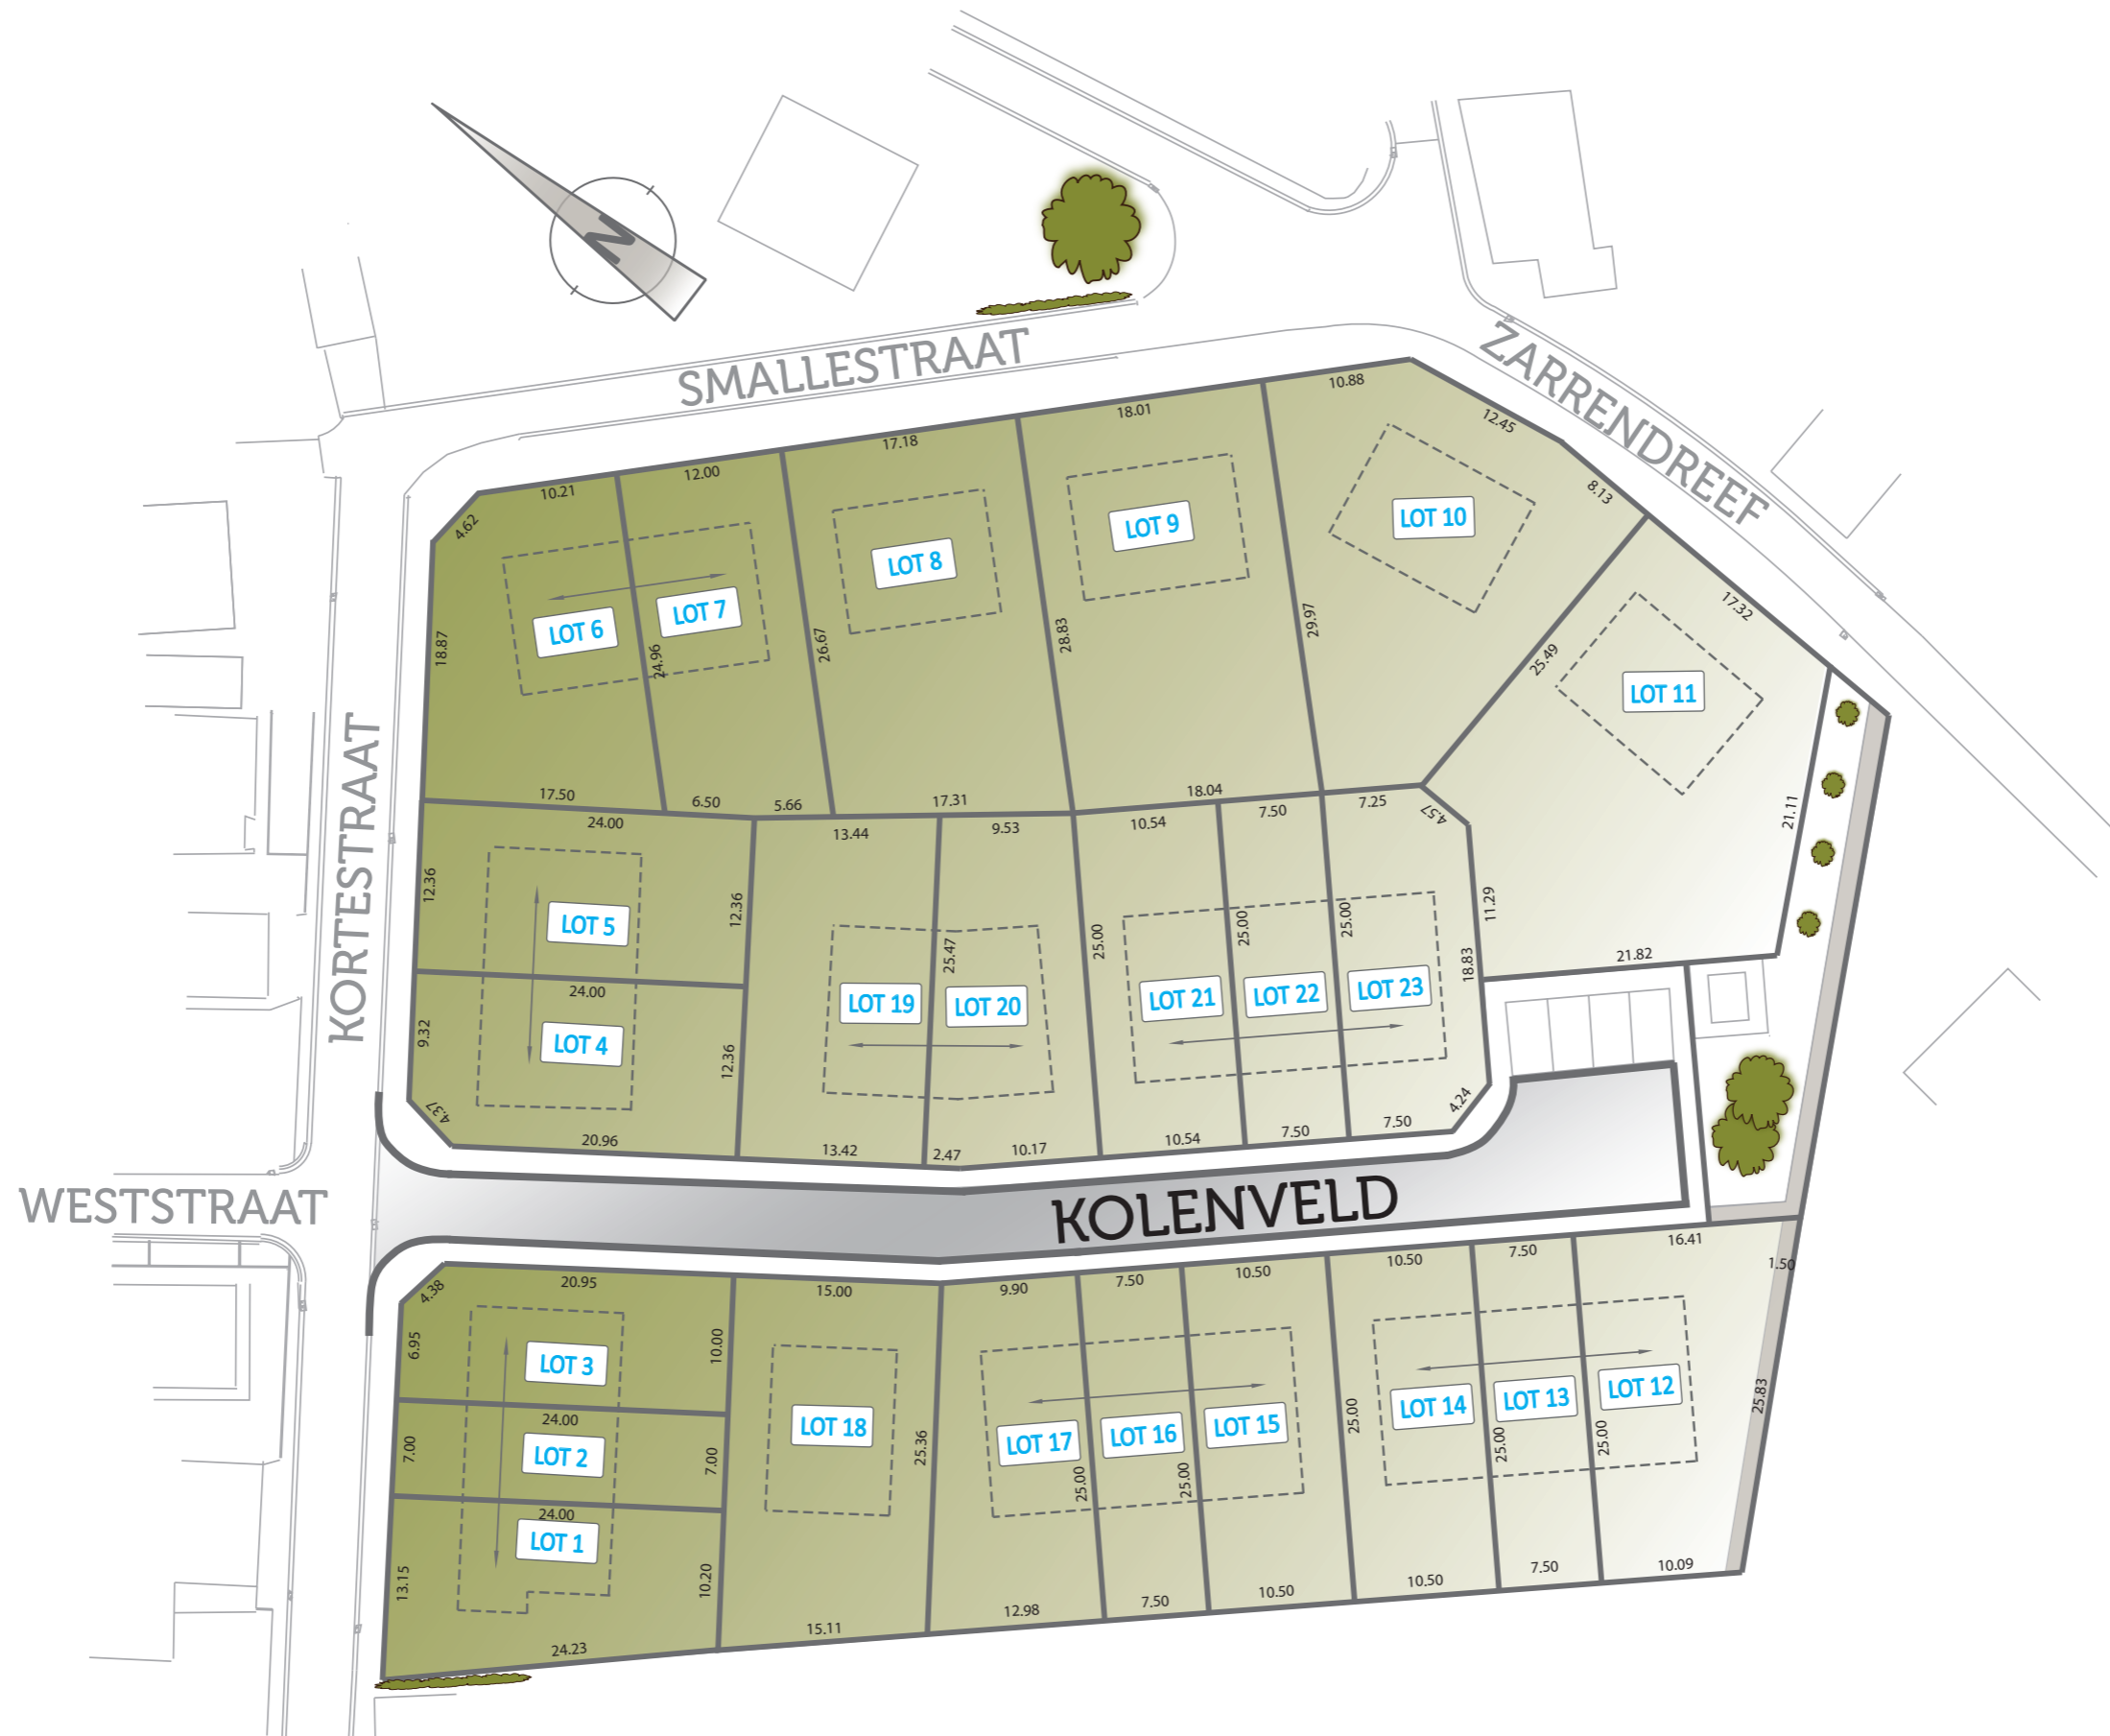 N
SMALLESTRAAT
ZARRENDREEF
KORTESTRAAT
WESTSTRAAT
KOLENVELD
10.88
18.01
12.45
17.18
12.00
10.21
4.62
8.13
LOT 10
LOT 9
LOT 8
LOT 7
LOT 6
17.32
18.87
24.96
26.67
28.83
29.97
25.49
LOT 11
17.50
6.50
5.66
17.31
18.04
7.25
4.57
21.11
24.00
13.44
9.53
10.54
7.50
12.36
12.36
LOT 5
25.47
25.00
25.00
25.00
11.29
18.83
21.82
24.00
LOT 4
LOT 19
LOT 20
LOT 21
LOT 22
LOT 23
9.32
12.36
4.37
20.96
13.42
2.47
10.17
10.54
7.50
7.50
4.24
4.38
20.95
15.00
9.90
7.50
10.50
10.50
7.50
16.41
1.50
6.95
LOT 3
10.00
24.00
7.00
LOT 2
7.00
24.00
LOT 1
13.15
10.20
24.23
LOT 18
25.36
15.11
LOT 17
LOT 16
LOT 15
LOT 14
LOT 13
LOT 12
25.00
25.00
25.00
25.00
25.00
25.83
12.98
7.50
10.50
10.50
7.50
10.09